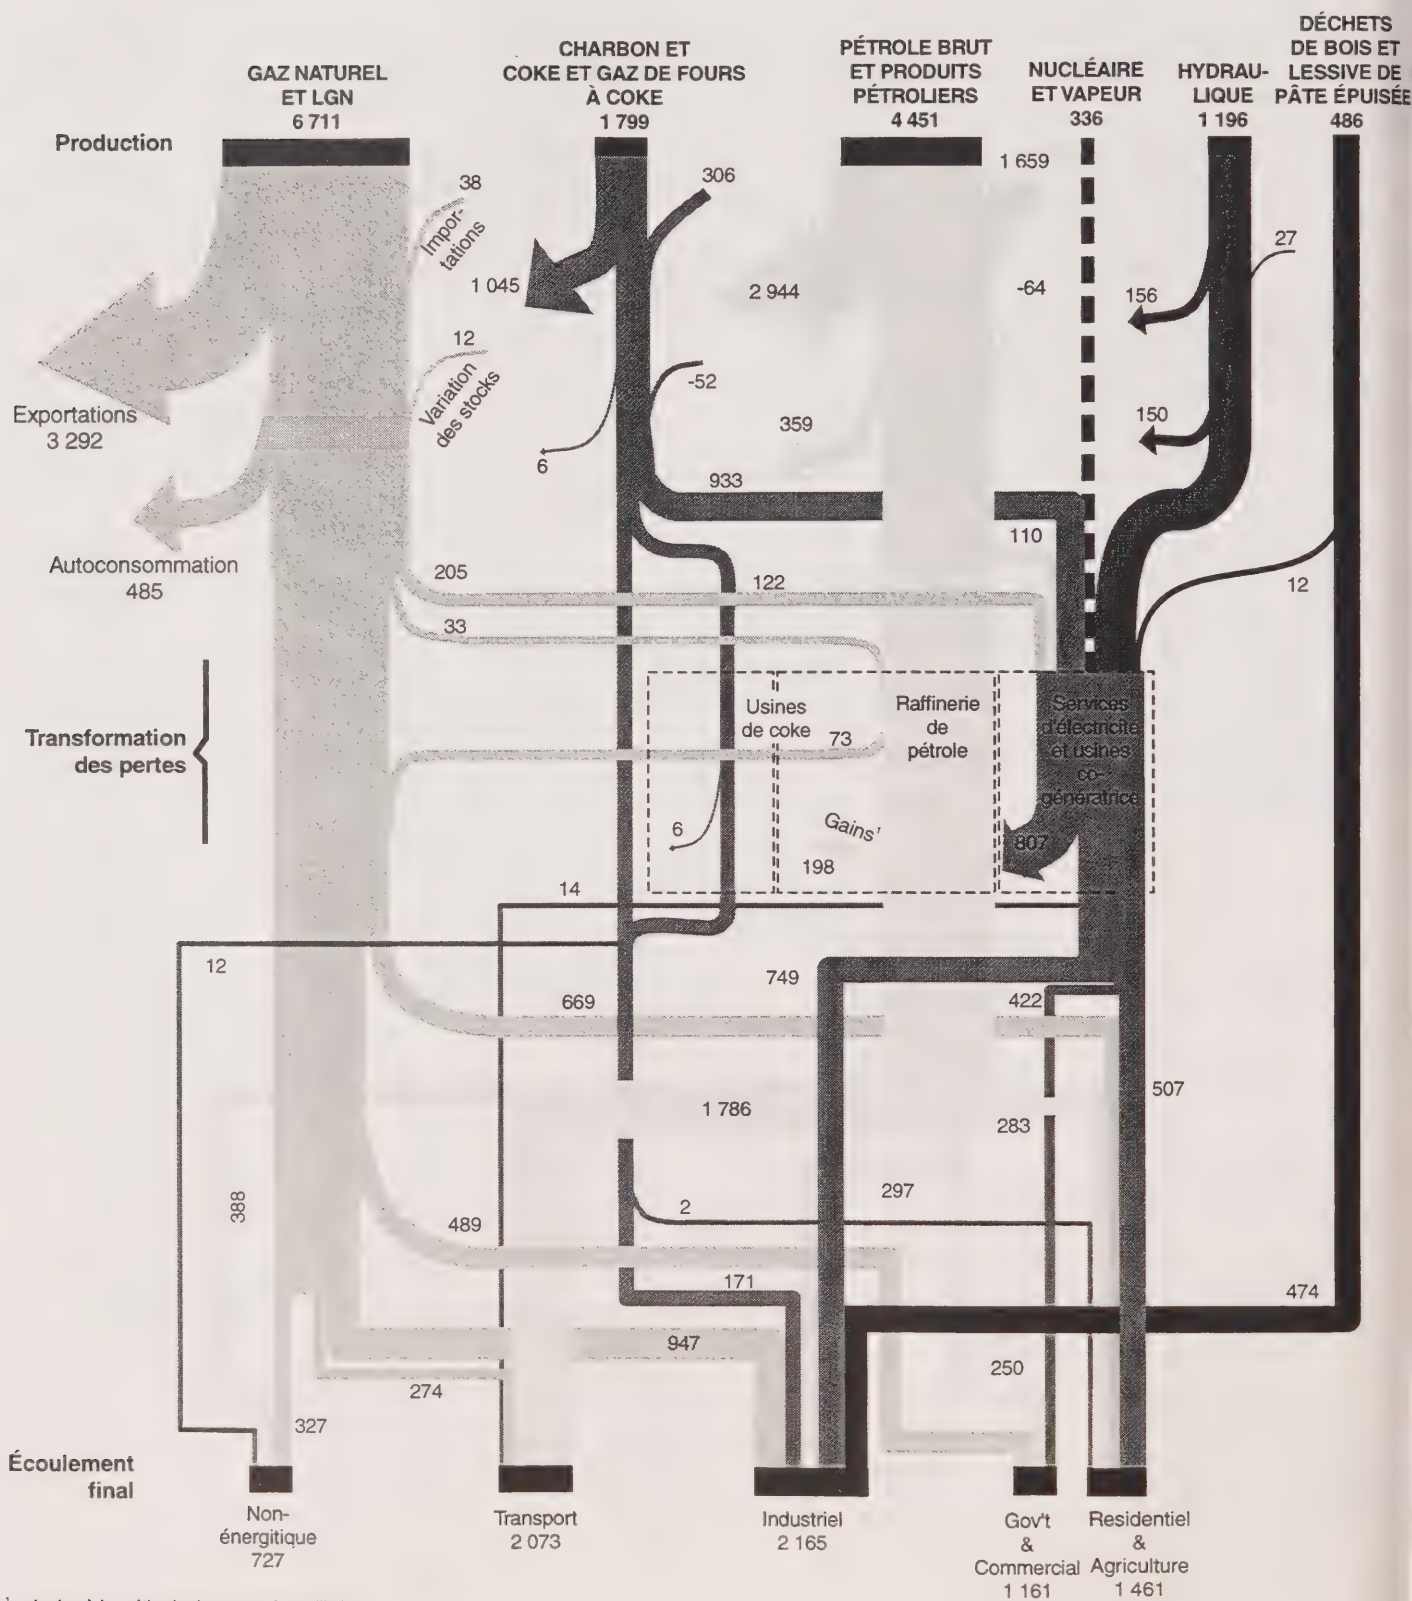 DÉCHETS
DE BOIS ET
LESSIVE DE
PÂTE ÉPUISÉE
486
CHARBON ET
COKE ET GAZ DE FOURS
À COKE
1 799
PÉTROLE BRUT
ET PRODUITS
PÉTROLIERS
4 451
GAZ NATUREL
ET LGN
6 711
NUCLÉAIRE
ET VAPEUR
336
HYDRAU-
LIQUE
1 196
Production
1 659
38
306
Impor-
tations
27
1 045
2 944
-64
156
12
Variation
des stocks
-52
Exportations
3 292
359
150
6
933
110
Autoconsommation
485
205
122
12
33
Transformation
des pertes
Usines
de coke
73
Raffinerie
de
pétrole
Services
d'électricité
et usines
co-
génératrice
6
Gains¹
807
198
14
12
749
669
422
507
1 786
283
388
297
2
489
171
474
947
250
274
327
Écoulement
final
Non-
énergitique
727
Transport
2 073
Industriel
2 165
Gov't
&
Commercial
1 161
Residentiel
&
Agriculture
1 461